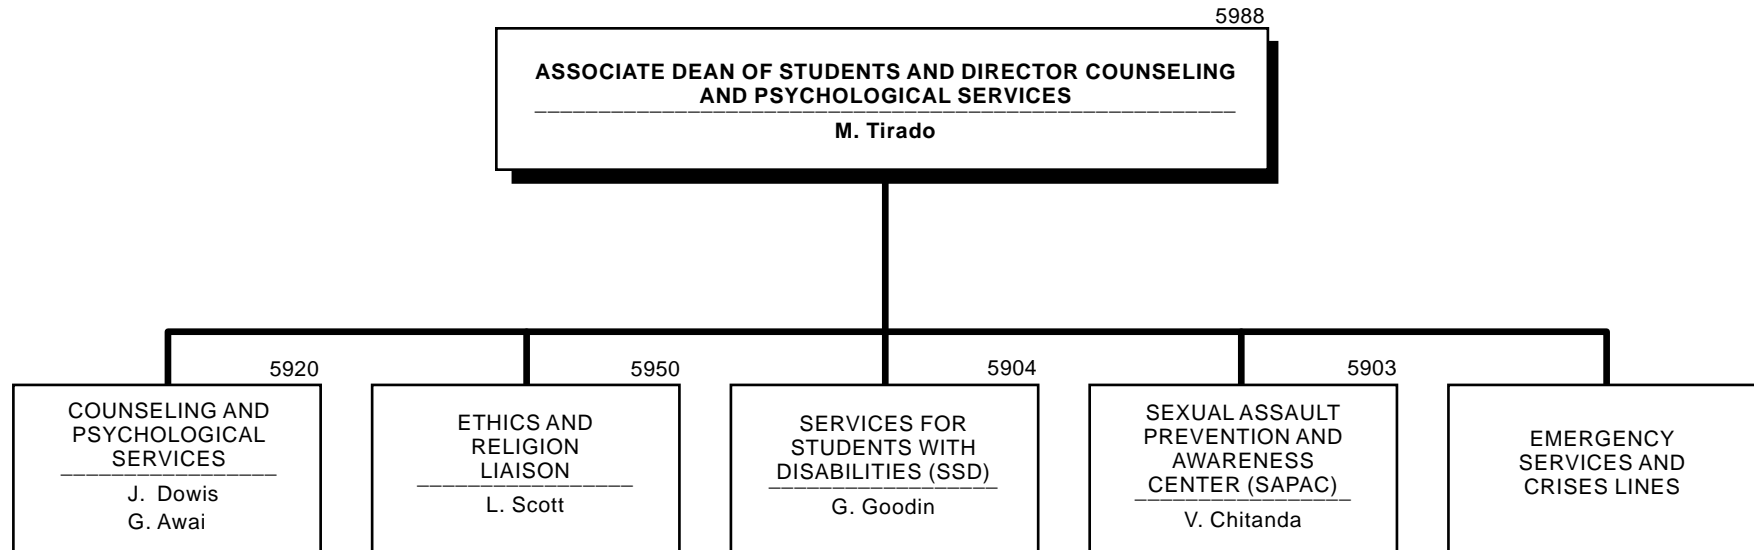 5988
ASSOCIATE DEAN OF STUDENTS AND DIRECTOR COUNSELING
AND PSYCHOLOGICAL SERVICES
M. Tirado
5920
COUNSELING AND
PSYCHOLOGICAL
SERVICES
J. Dowis
G. Awai
5950
ETHICS AND
RELIGION
LIAISON
L. Scott
5904
SERVICES FOR
STUDENTS WITH
DISABILITIES (SSD)
G. Goodin
5903
SEXUAL ASSAULT
PREVENTION AND
AWARENESS
CENTER (SAPAC)
V. Chitanda
EMERGENCY
SERVICES AND
CRISES LINES